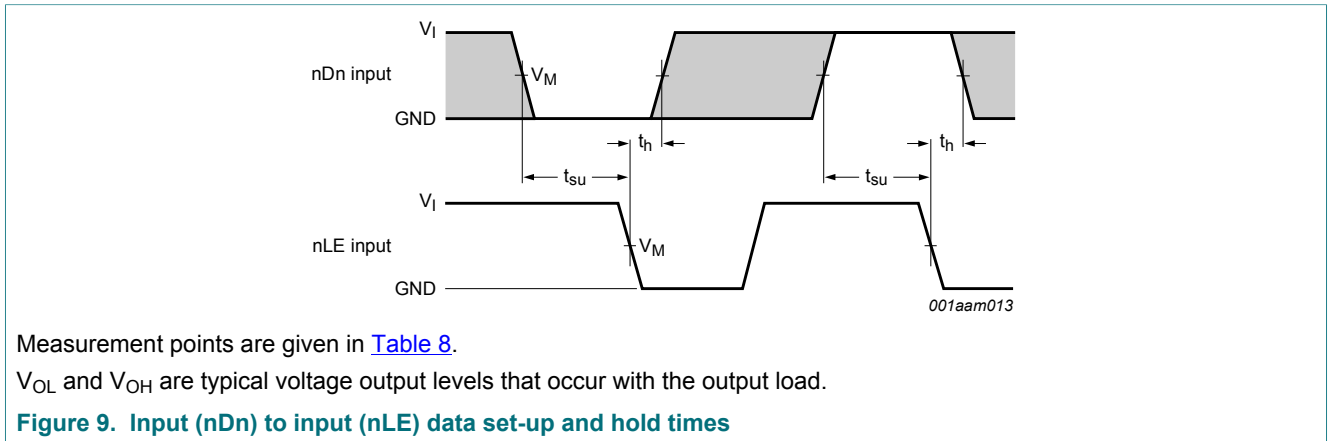 V_I
nDn input
V_M
GND
t_h
t_h
t_su
t_su
V_I
nLE input
V_M
GND
001aam013
Measurement points are given in Table 8.
V_OL and V_OH are typical voltage output levels that occur with the output load.
Figure 9. Input (nDn) to input (nLE) data set-up and hold times